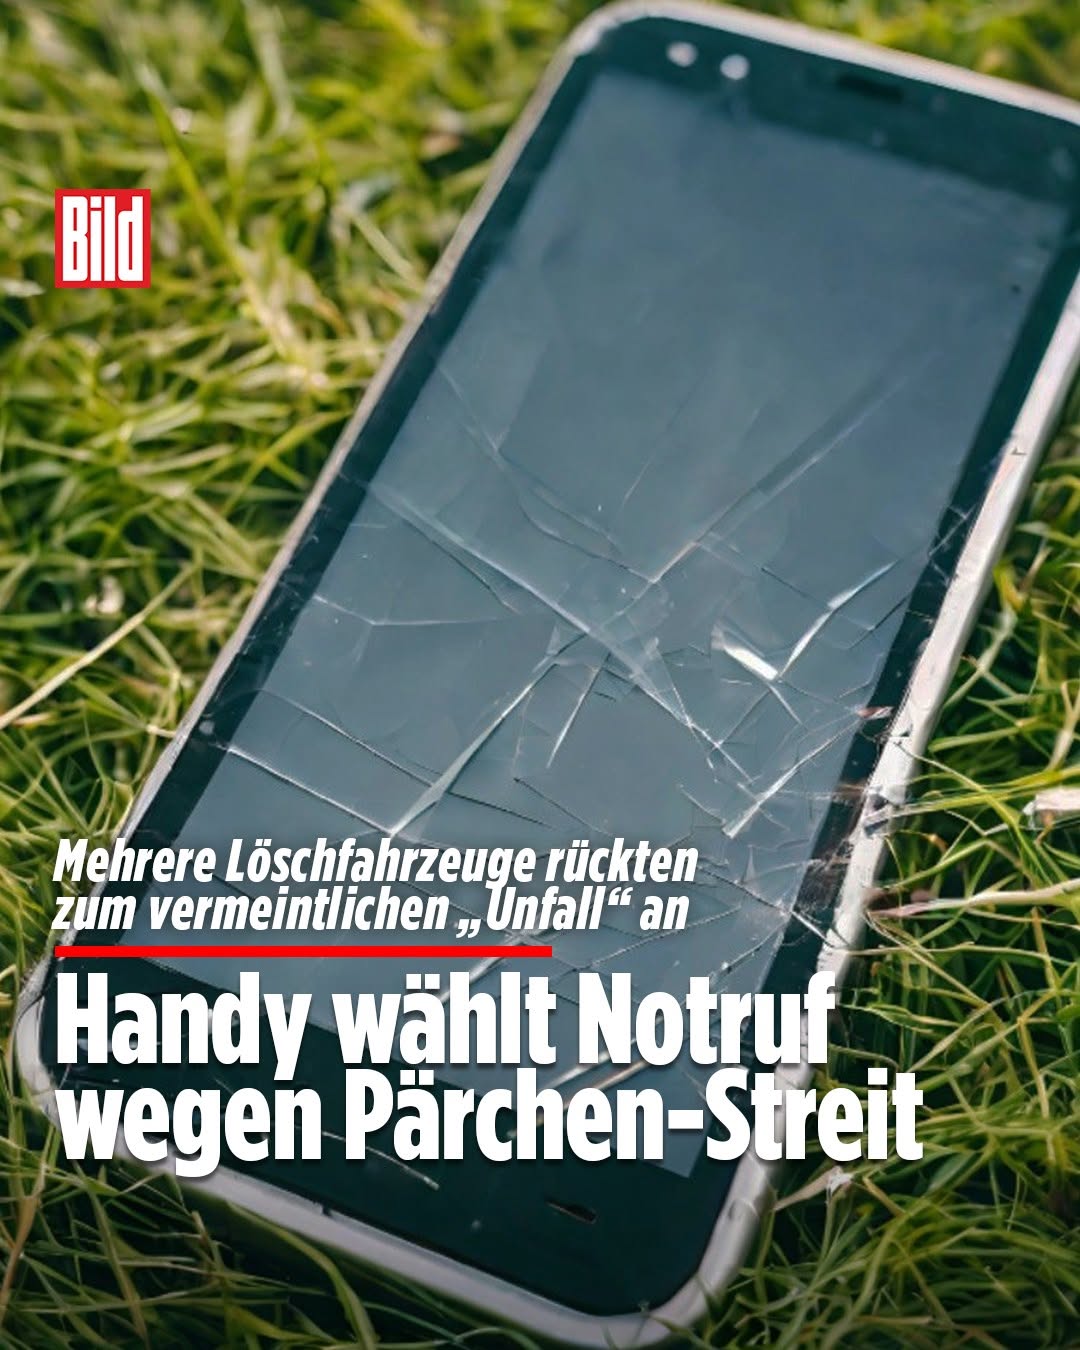 Bild
Mehrere Löschfahrzeuge rückten
zum vermeintlichen „Unfall“ an
Handy wählt Notruf
wegen Pärchen-Streit